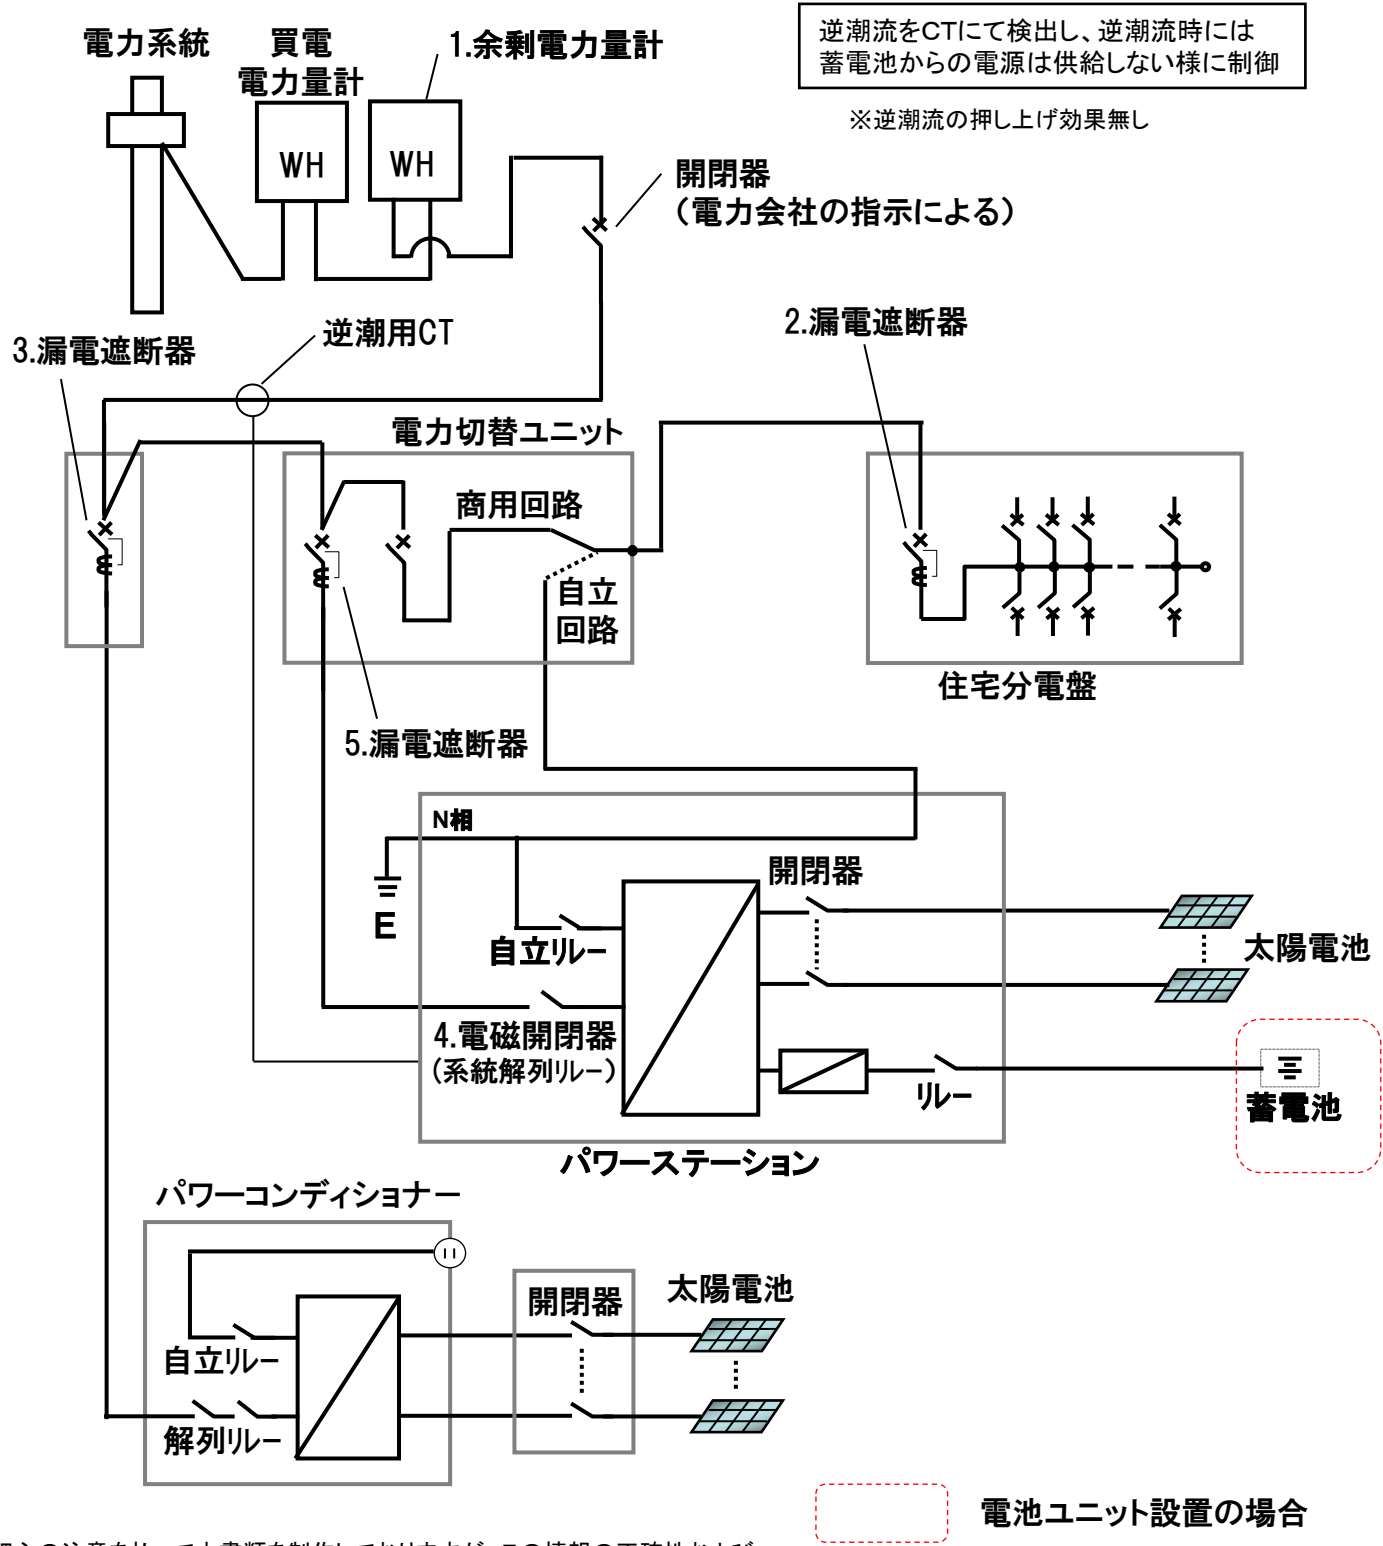 逆潮流をCTにて検出し、逆潮流時には
蓄電池からの電源は供給しない様に制御
※逆潮流の押し上げ効果無し
電力系統
買電
電力量計
1.余剰電力量計
WH
WH
開閉器
（電力会社の指示による）
逆潮用CT
2.漏電遮断器
3.漏電遮断器
電力切替ユニット
商用回路
自立
回路
住宅分電盤
5.漏電遮断器
N相
E
開閉器
自立リレー
太陽電池
4.電磁開閉器
（系統解列リレー）
リレー
蓄電池
パワーステーション
パワーコンディショナー
開閉器
太陽電池
自立リレー
解列リレー
電池ユニット設置の場合